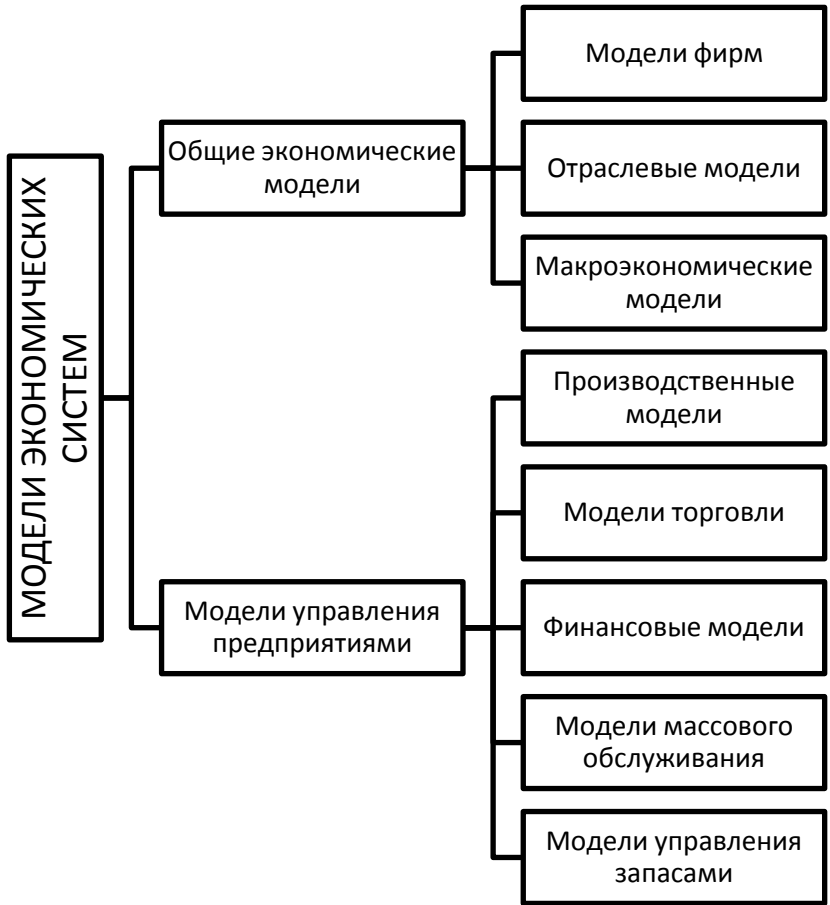 МОДЕЛИ ЭКОНОМИЧЕСКИХ
СИСТЕМ
Общие экономические
модели
Модели фирм
Отраслевые модели
Макроэкономические
модели
Модели управления
предприятиями
Производственные
модели
Модели торговли
Финансовые модели
Модели массового
обслуживания
Модели управления
запасами